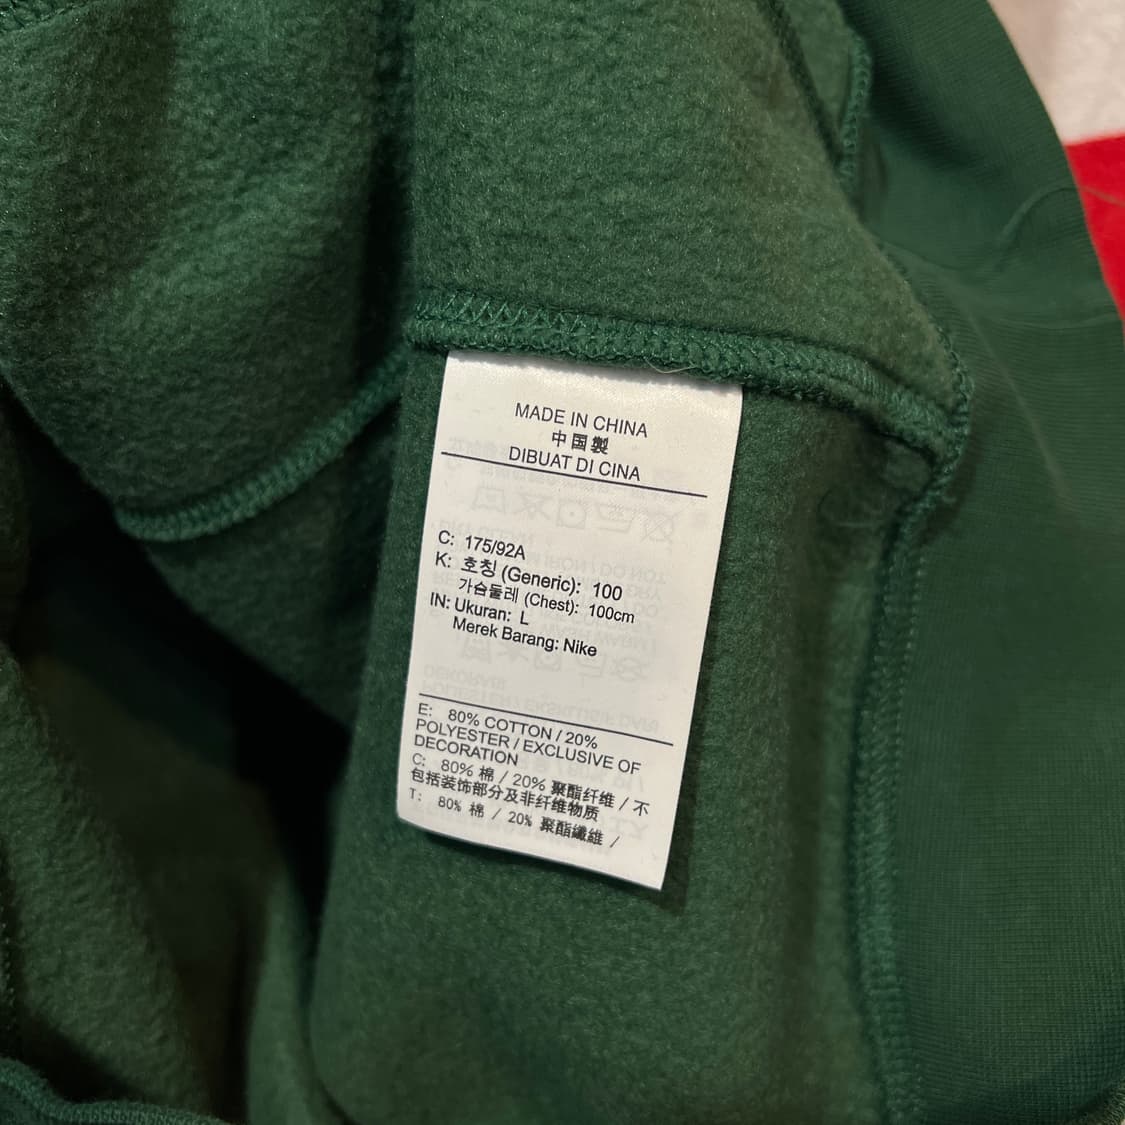 MADE IN CHINA
中国製
DIBUAT DI CINA
C: 175/92A
K: 호칭 (Generic): 100
가슴둘레 (Chest): 100cm
IN: Ukuran: L
Merek Barang: Nike
E: 80% COTTON / 20%
POLYESTER / EXCLUSIVE OF
DECORATION
C: 80% 棉 / 20% 聚酯纤维 / 不
包括装饰部分及非纤维物质
T: 80% 棉 / 20% 聚酯纖維 /